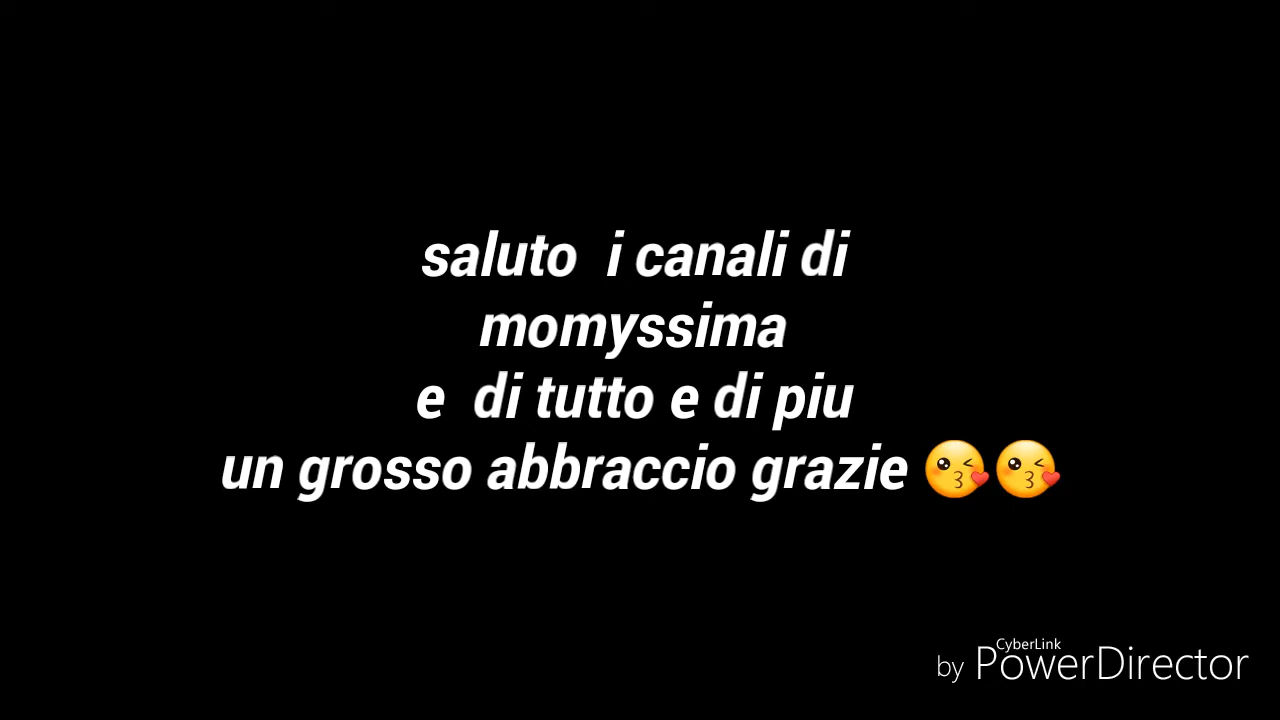 saluto  i canali di
momyssima
e  di tutto e di piu
un grosso abbraccio grazie 😘😘
CyberLink
by PowerDirector